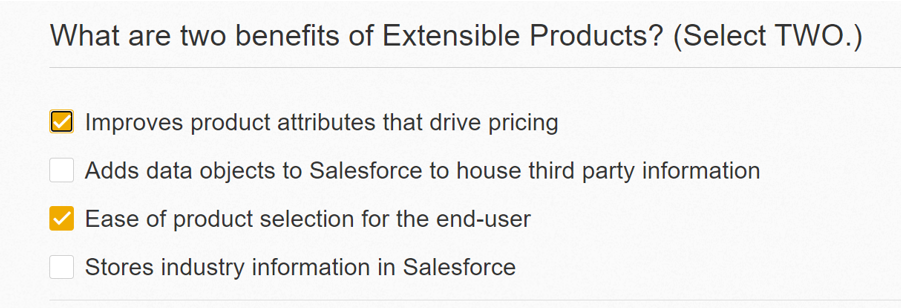 What are two benefits of Extensible Products? (Select TWO.)
Improves product attributes that drive pricing
Adds data objects to Salesforce to house third party information
Ease of product selection for the end-user
Stores industry information in Salesforce